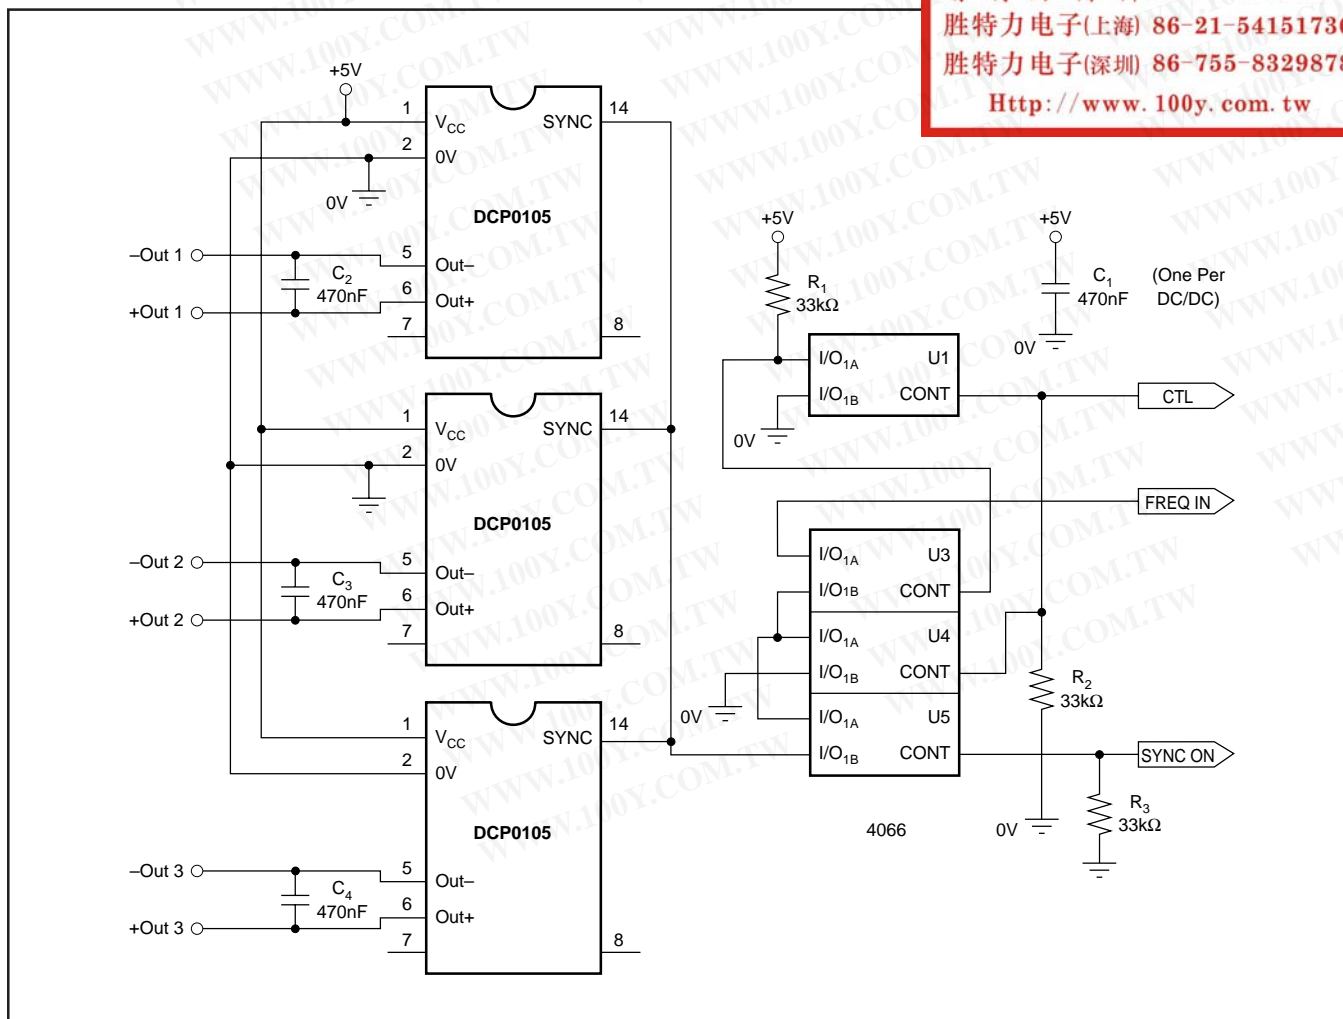 胜特力电子(上海) 86-21-5415173
胜特力电子(深圳) 86-755-8329878
Http://www.100y.com.tw
+5V
1
VCC
SYNC
14
2
0V
0V
DCP0105
–Out 1
C2
470nF
5
Out–
6
Out+
+Out 1
7
8
1
VCC
SYNC
14
2
0V
DCP0105
–Out 2
C3
470nF
5
Out–
6
Out+
+Out 2
7
8
1
VCC
SYNC
14
2
0V
DCP0105
–Out 3
C4
470nF
5
Out–
6
Out+
+Out 3
7
8
+5V
R1
33kΩ
+5V
C1
470nF
(One Per
DC/DC)
0V
I/O1A
U1
I/O1B
CONT
0V
CTL
FREQ IN
I/O1A
U3
I/O1B
CONT
I/O1A
U4
I/O1B
CONT
0V
I/O1A
U5
I/O1B
CONT
R2
33kΩ
SYNC ON
4066
0V
R3
33kΩ
WWW.100Y.COM.TW